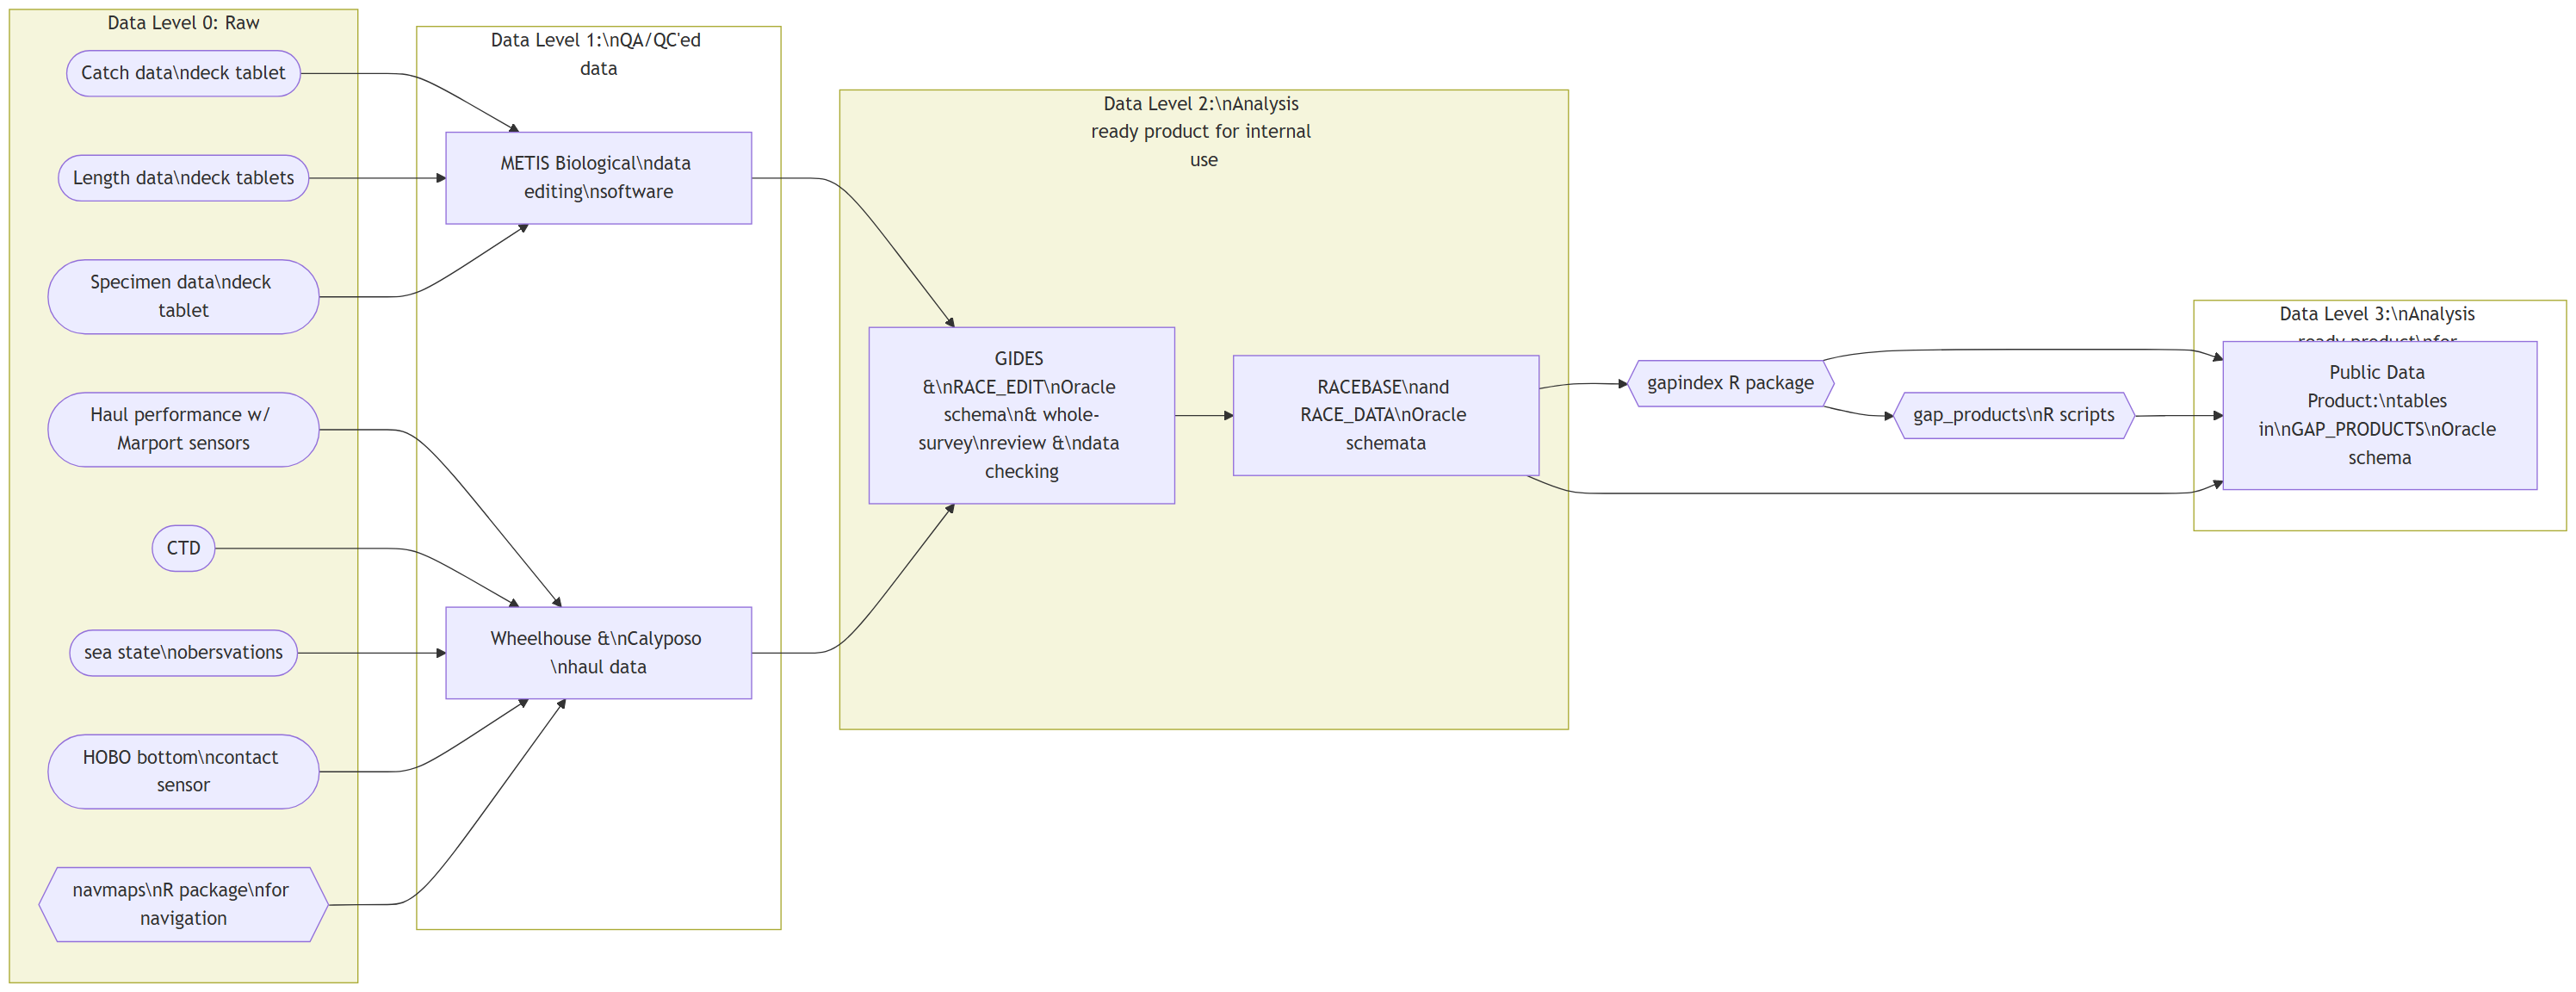 Data Level 0: Raw
Catch data\ndeck tablet
Length data\ndeck tablets
Specimen data\ndeck
tablet
Haul performance w/
Marport sensors
CTD
sea state\nobersvations
HOBO bottom\ncontact
sensor
navmaps\nR package\nfor
navigation
Data Level 1:\nQA/QC'ed
data
METIS Biological\ndata
editing\nsoftware
Wheelhouse &\nCalyposo
\nhaul data
Data Level 2:\nAnalysis
ready product for internal
use
GIDES
&\nRACE_EDIT\nOracle
schema\n& whole-
survey\nreview &\ndata
checking
RACEBASE\nand
RACE_DATA\nOracle
schemata
gapindex R package
gap_products\nR scripts
Data Level 3:\nAnalysis
ready product\nfor
Public Data
Product:\ntables
in\nGAP_PRODUCTS\nOracle
schema